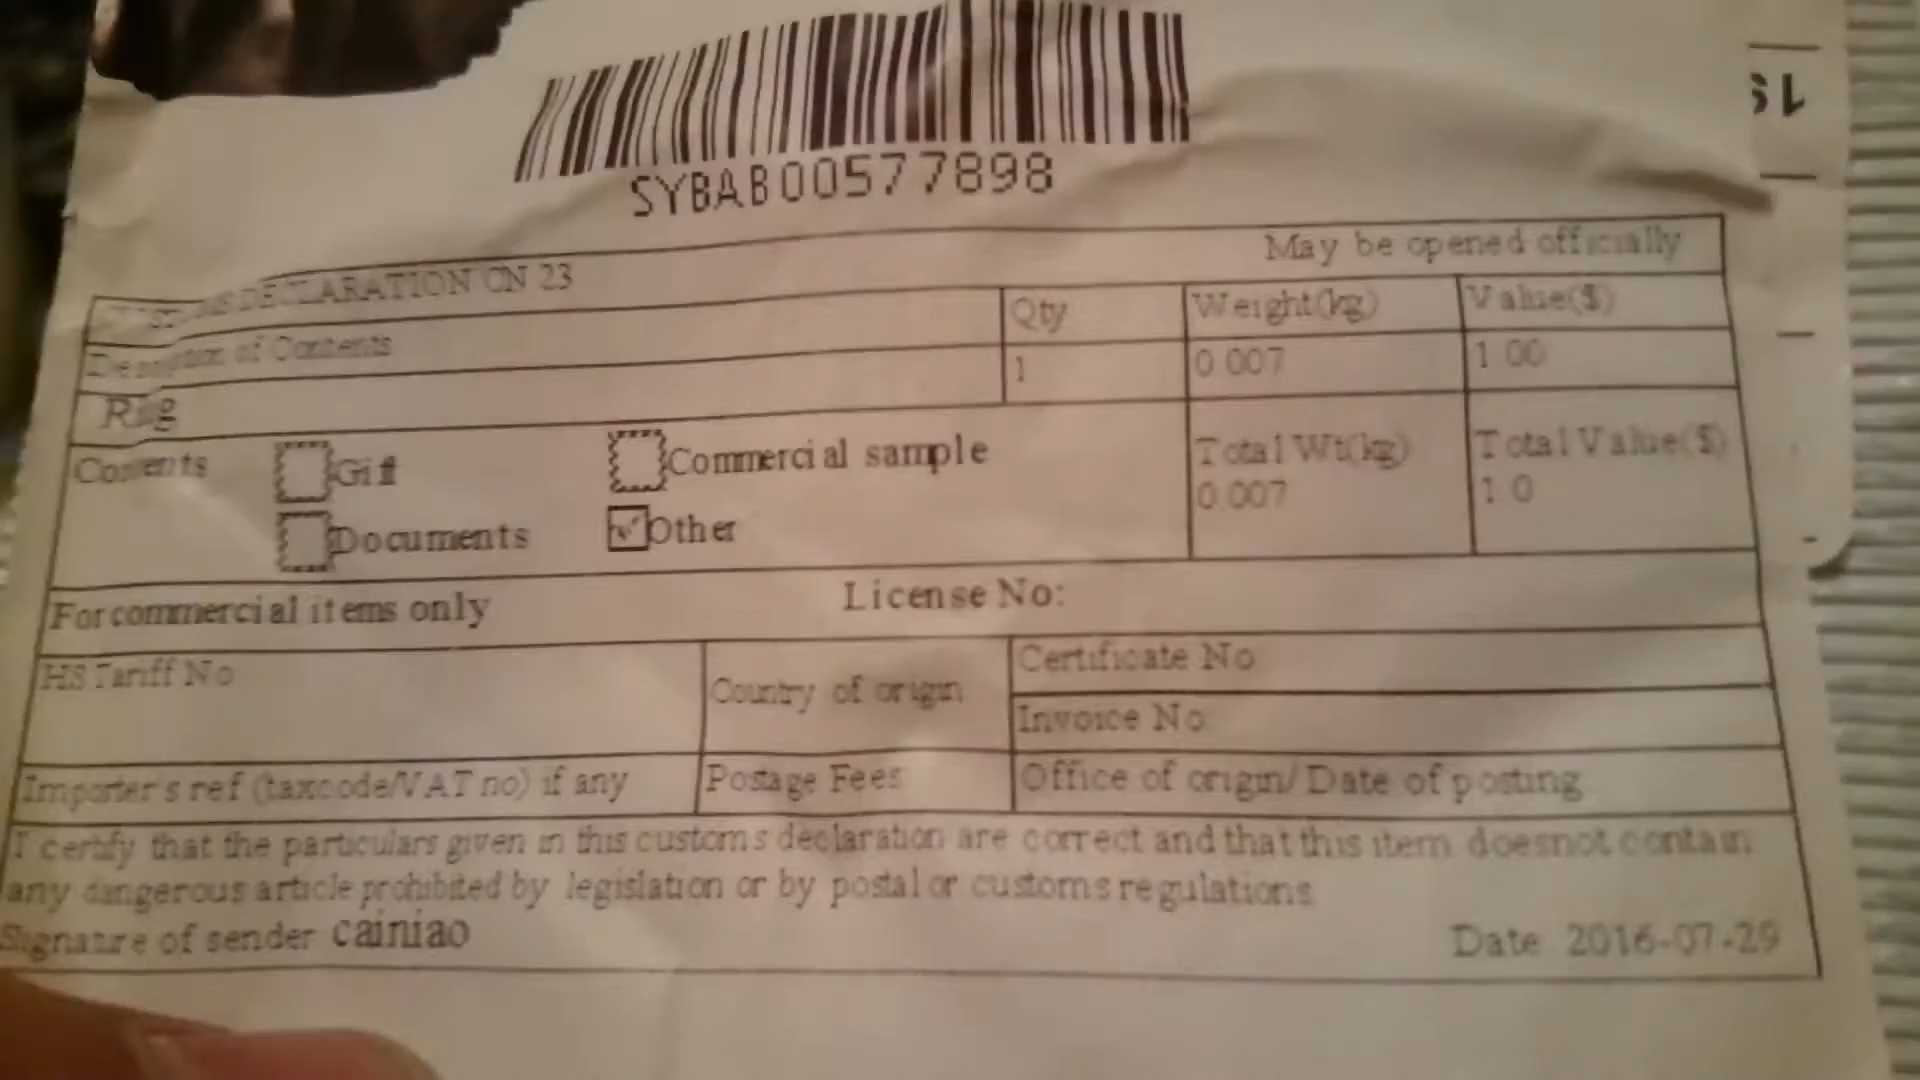 SYBAB00577898
DECLARATION CN 23 May be opened officially
Description of Contents Qty Weight(kg) Value($)
1 0.007 1.00
Contents Gift Commercial sample Total Wt(kg) Total Value($)
0.007 1.0
Documents Other
For commercial items only License No:
HS Tariff No Country of origin Certificate No
Invoice No:
Importer's ref (taxcode/VAT no) if any Postage Fees Office of origin/ Date of posting
I certify that the particulars given in this customs declaration are correct and that this item doesnot contain
any dangerous article prohibited by legislation or by postal or customs regulations
Signature of sender cainiao Date 2016-07-29